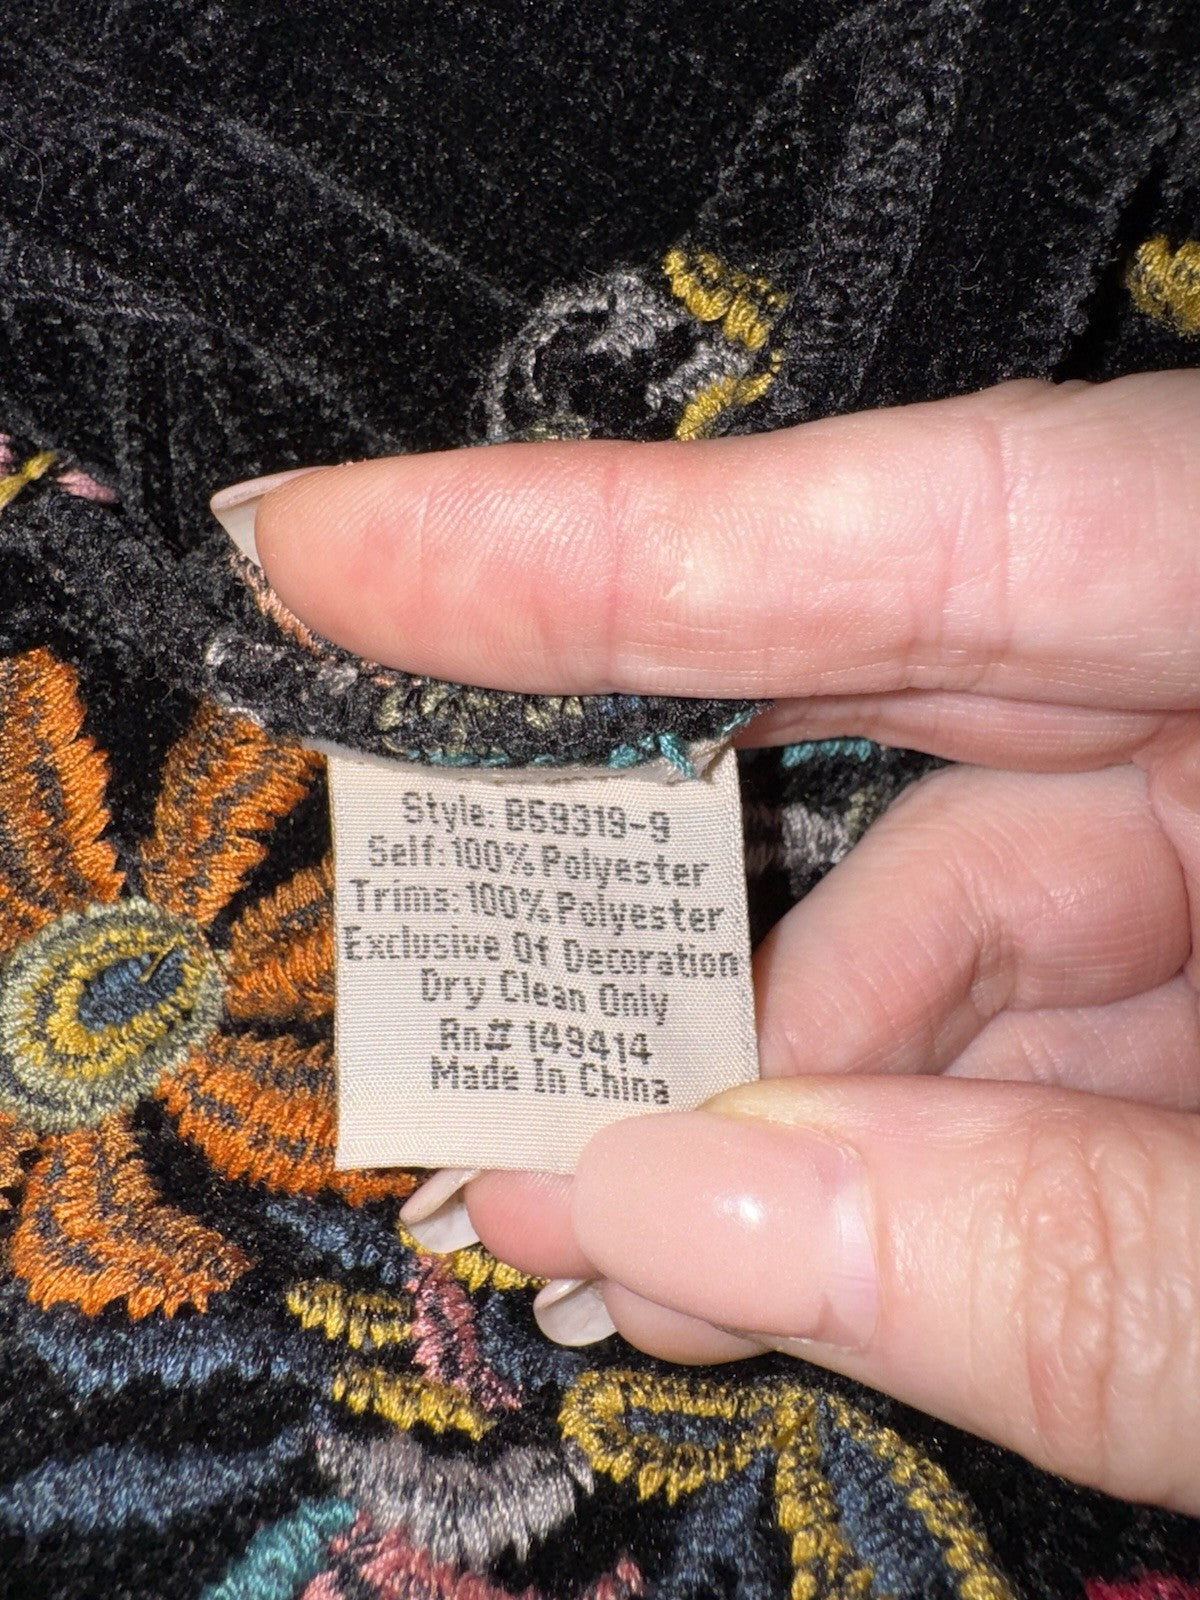 Style: B59319-9
Self: 100% Polyester
Trims: 100% Polyester
Exclusive Of Decoration
Dry Clean Only
Rn# 149414
Made In China